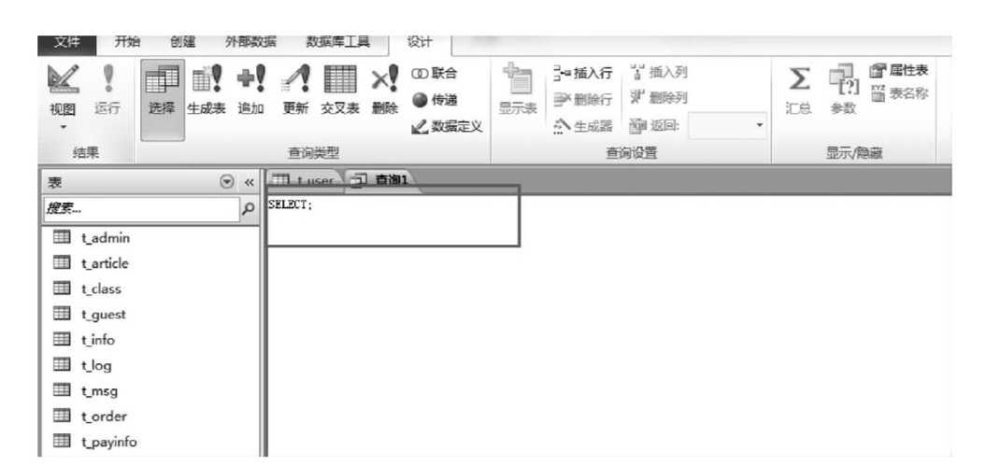 文件 开始 创建 外部数据 数据库工具 设计
视图 运行 选择 生成表 追加 更新 交叉表 删除 联合 传递 数据定义 显示表 插入行 删除行 生成器 插入列 删除列 返回: 汇总 参数 属性表 表名称
结果 查询类型 查询设置 显示/隐藏
表 « t_user 查询1
搜索...
SELECT;
t_admin
t_article
t_class
t_guest
t_info
t_log
t_msg
t_order
t_payinfo